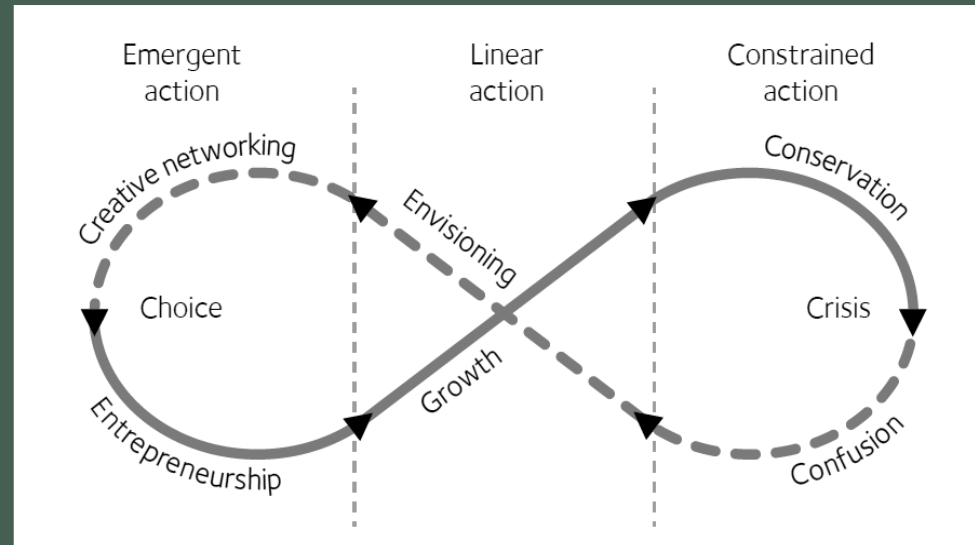 Emergent
action
Linear
action
Constrained
action
Creative networking
Envisioning
Conservation
Choice
Crisis
Growth
Entrepreneurship
Confusion